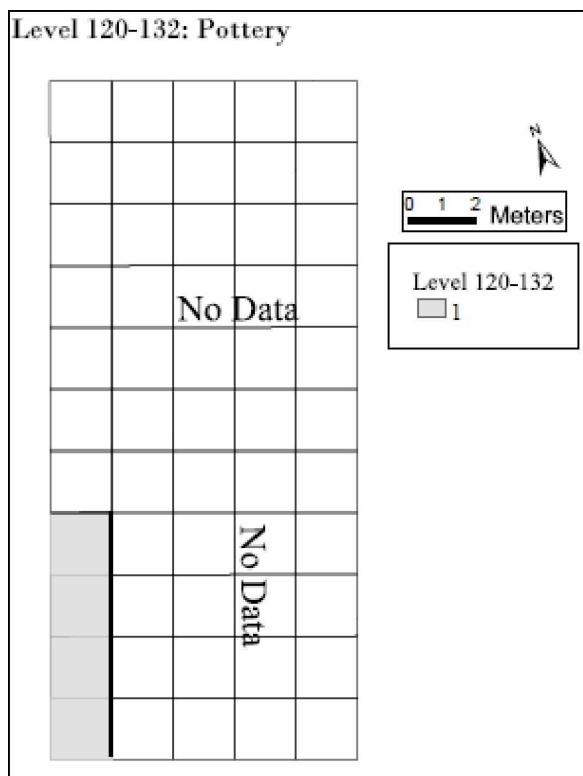 Level 120-132: Pottery
N
0 1 2
Meters
Level 120-132
1
No Data
No Data